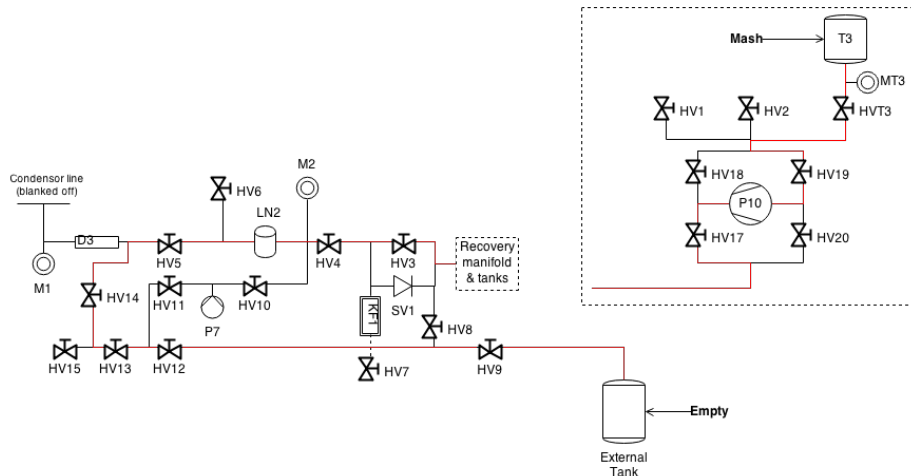 Mash
T3
MT3
HV1
HV2
HVT3
HV18
HV19
P10
HV17
HV20
M2
Condensor line
(blanked off)
HV6
LN2
D3
M1
HV5
HV4
HV3
Recovery
manifold
& tanks
HV14
HV11
HV10
P7
KF1
SV1
HV8
HV15
HV13
HV12
HV7
HV9
Empty
External
Tank